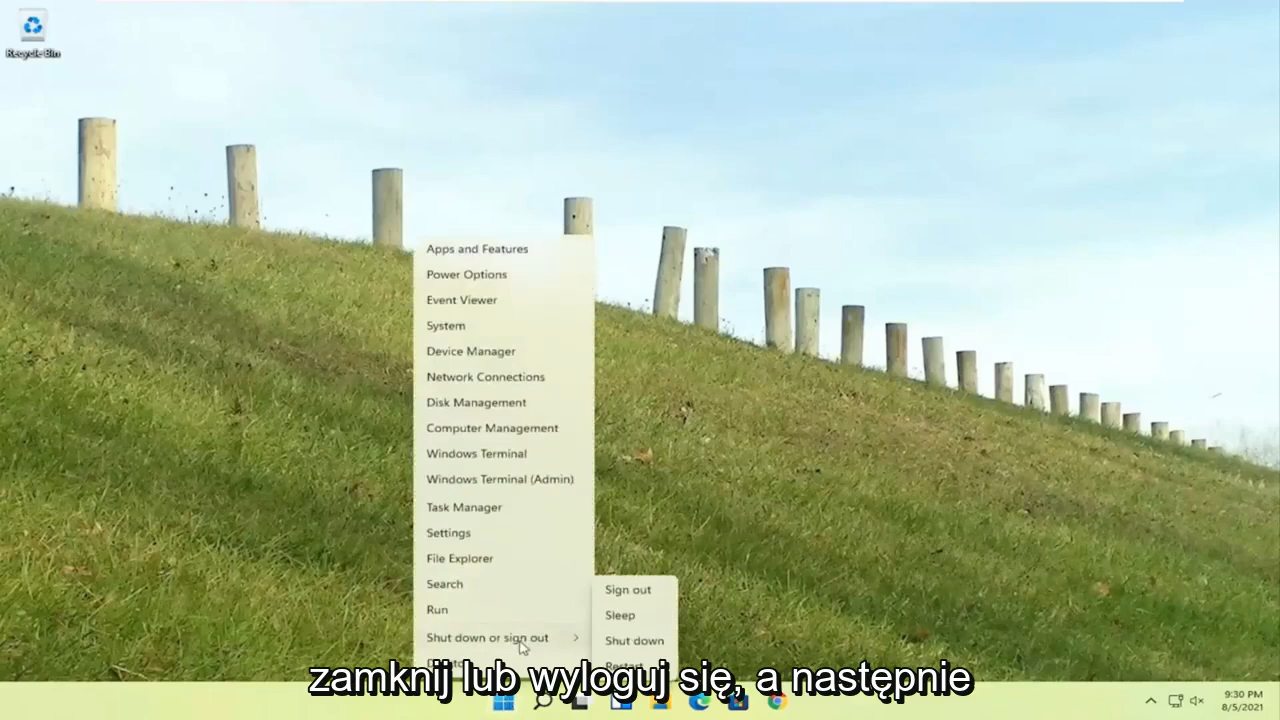 Recycle Bin
Apps and Features
Power Options
Event Viewer
System
Device Manager
Network Connections
Disk Management
Computer Management
Windows Terminal
Windows Terminal (Admin)
Task Manager
Settings
File Explorer
Search
Run
Shut down or sign out
Sign out
Sleep
Shut down
Restart
zamknij lub wyloguj się, a następnie
9:30 PM
8/5/2021